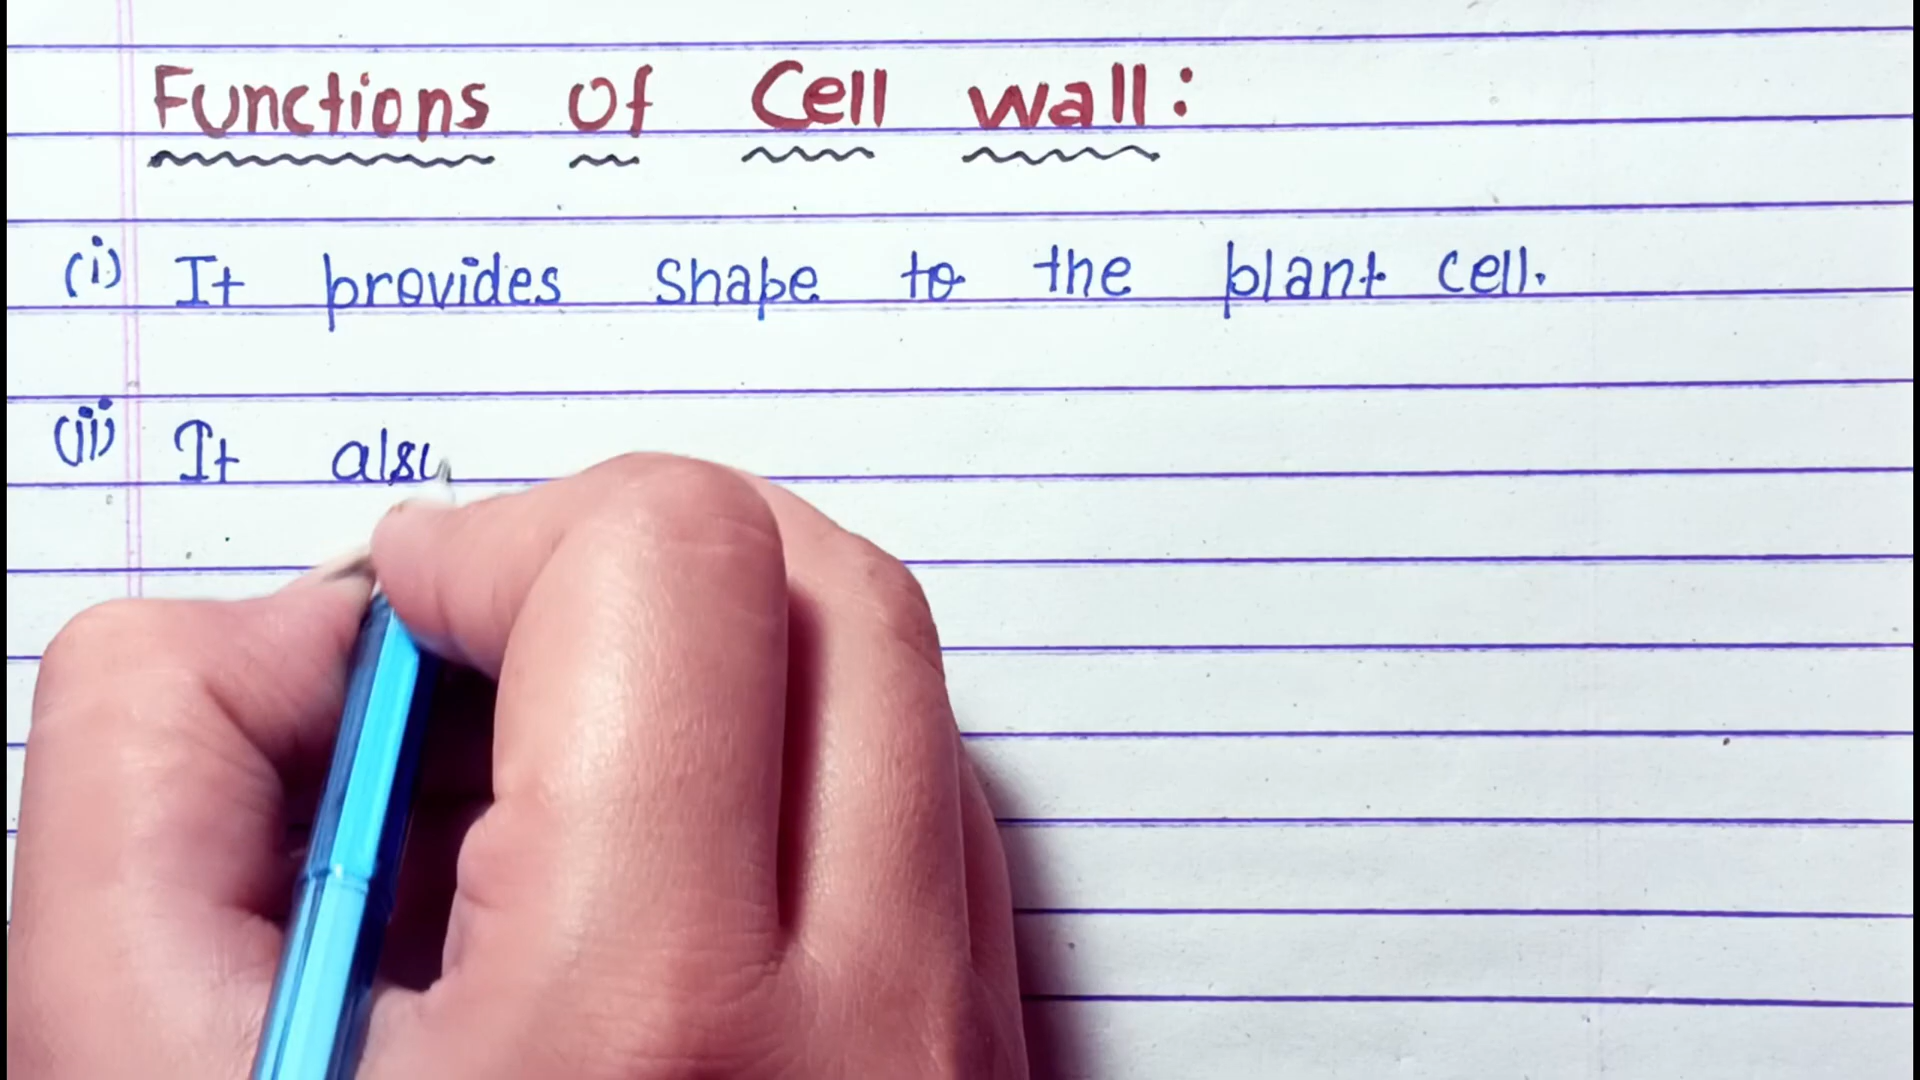 Functions of Cell wall:
(i) It provides shape to the plant cell.
(ii) It